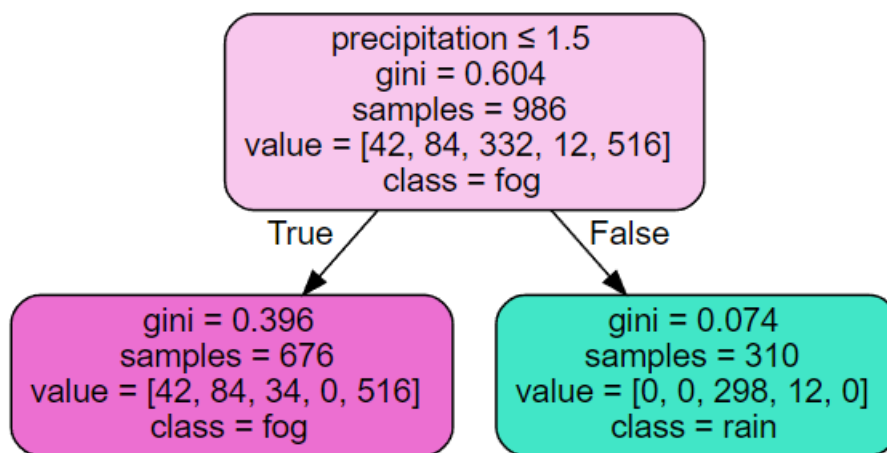 precipitation ≤ 1.5
gini = 0.604
samples = 986
value = [42, 84, 332, 12, 516]
class = fog
True
False
gini = 0.396
samples = 676
value = [42, 84, 34, 0, 516]
class = fog
gini = 0.074
samples = 310
value = [0, 0, 298, 12, 0]
class = rain